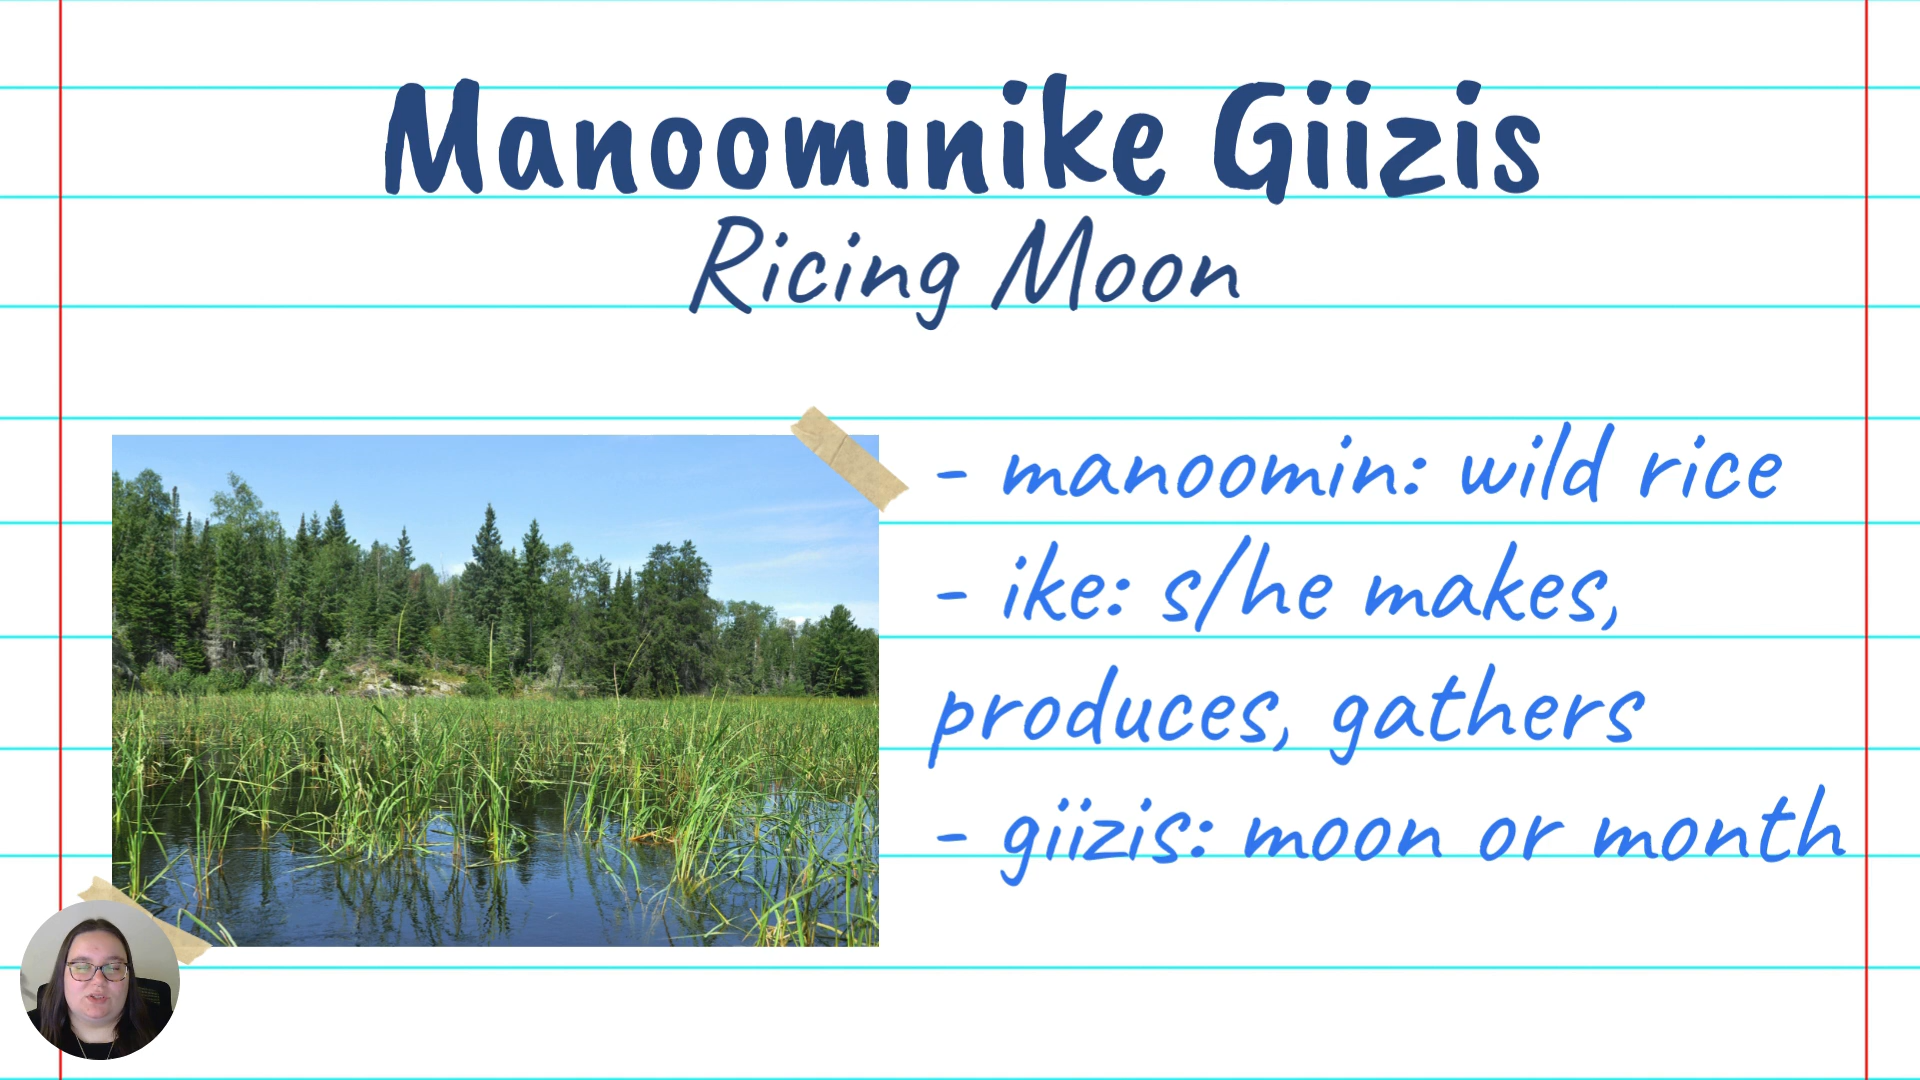 Manoominike Giizis
Ricing Moon
- manoomin: wild rice
- ike: s/he makes,
produces, gathers
- giizis: moon or month